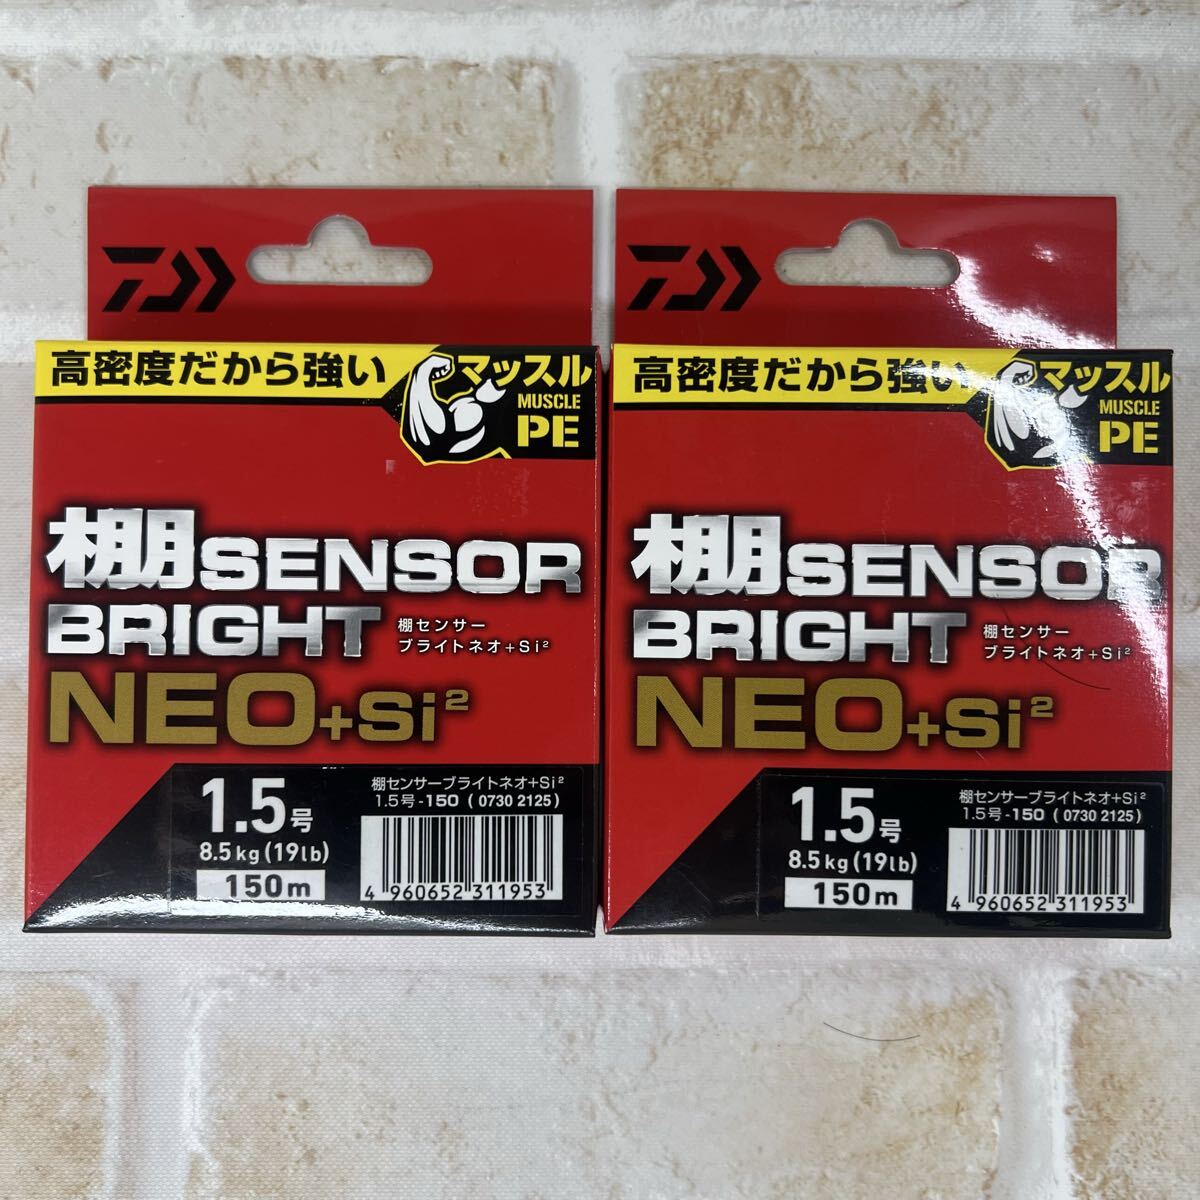 高密度だから強い
マッスル
MUSCLE
PE
棚SENSOR
BRIGHT
棚センサー
ブライトネオ+Si²
NEO+Si²
1.5号
8.5kg(19lb)
150m
棚センサーブライトネオ+Si²
1.5号-150 (0730 2125)
4 960652 311953
高密度だから強い
マッスル
MUSCLE
PE
棚SENSOR
BRIGHT
棚センサー
ブライトネオ+Si²
NEO+Si²
1.5号
8.5kg(19lb)
150m
棚センサーブライトネオ+Si²
1.5号-150 (0730 2125)
4 960652 311953